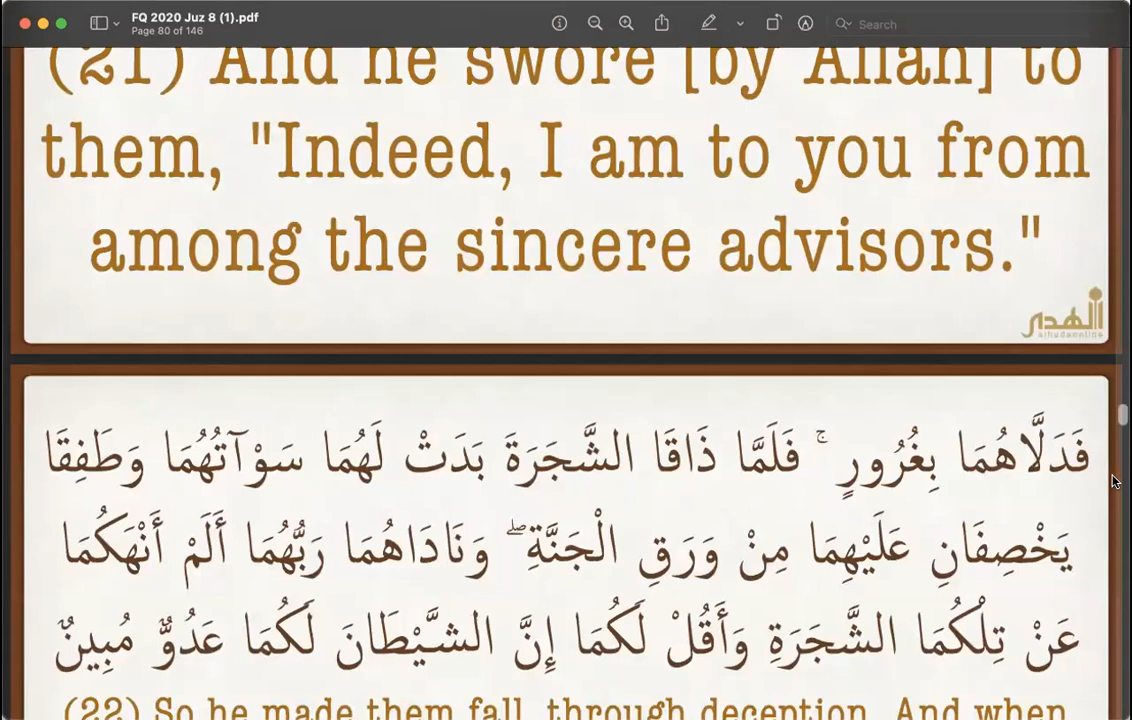 FQ 2020 Juz 8 (1).pdf
Page 80 of 146
Search
(21) And he swore [by Allah] to
them, "Indeed, I am to you from
among the sincere advisors."
الهدى
alhudaonline
فَدَلَّاهُمَا بِغُرُورٍ ۚ فَلَمَّا ذَاقَا الشَّجَرَةَ بَدَتْ لَهُمَا سَوْآتُهُمَا وَطَفِقَا
يَخْصِفَانِ عَلَيْهِمَا مِنْ وَرَقِ الْجَنَّةِ ۖ وَنَادَاهُمَا رَبُّهُمَا أَلَمْ أَنْهَكُمَا
عَنْ تِلْكُمَا الشَّجَرَةِ وَأَقُلْ لَكُمَا إِنَّ الشَّيْطَانَ لَكُمَا عَدُوٌّ مُبِينٌ
(22) So he made them fall, through deception. And when